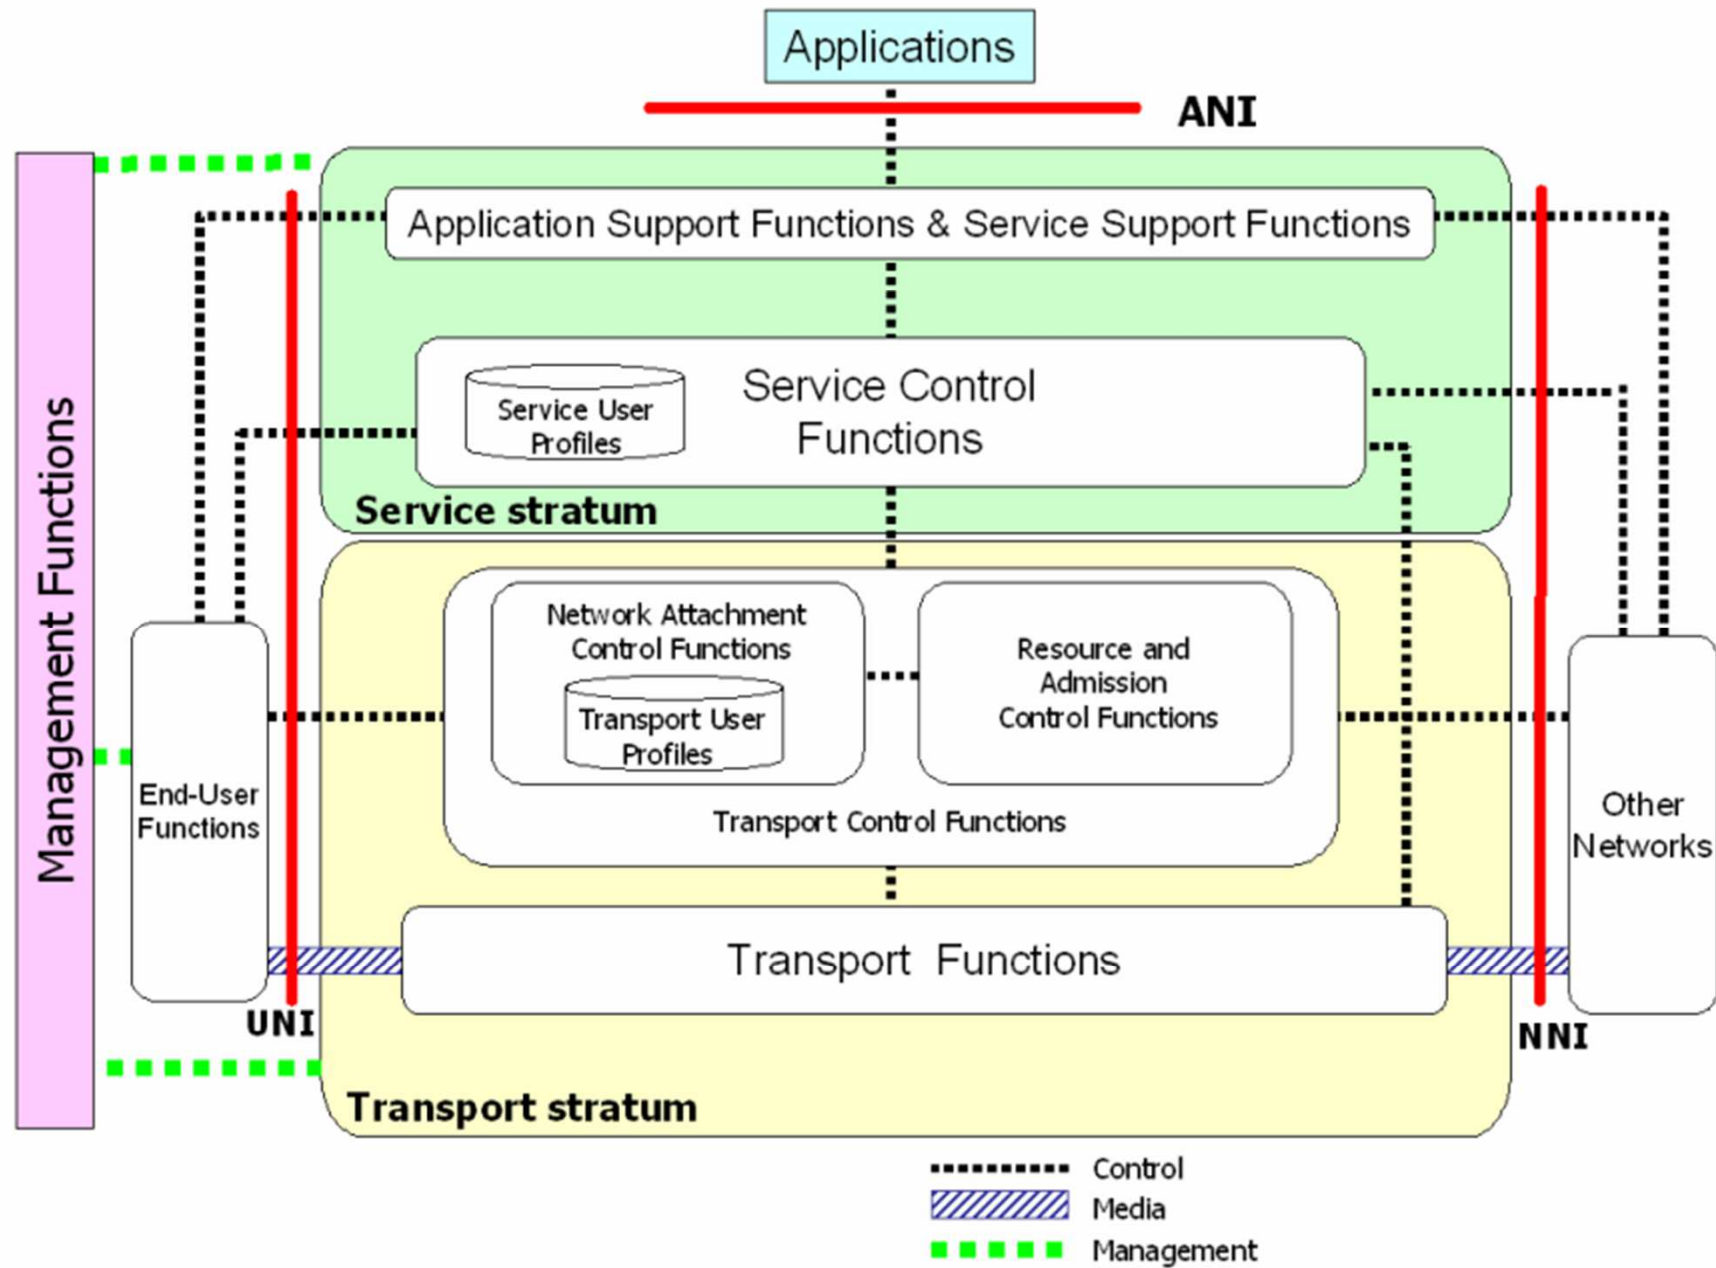 Applications
ANI
Application Support Functions & Service Support Functions
Service Control
Functions
Service User
Profiles
Service stratum
Management Functions
Network Attachment
Control Functions
Transport User
Profiles
Resource and
Admission
Control Functions
Transport Control Functions
End-User
Functions
Other
Networks
Transport Functions
UNI
NNI
Transport stratum
Control
Media
Management